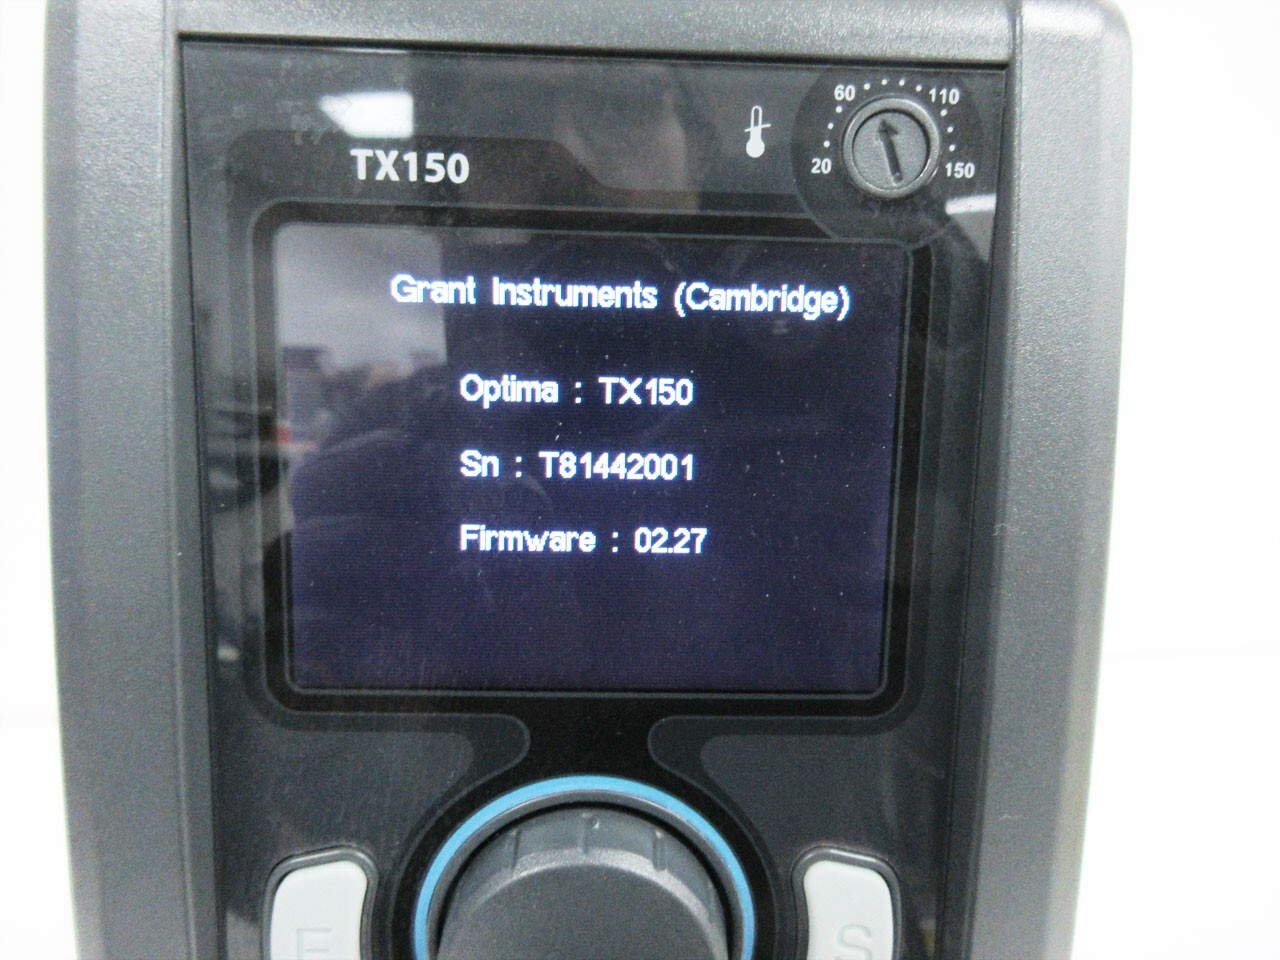 60 110
TX150
20 150
Grant Instruments (Cambridge)
Optima : TX150
Sn : T81442001
Firmware : 02.27
F S